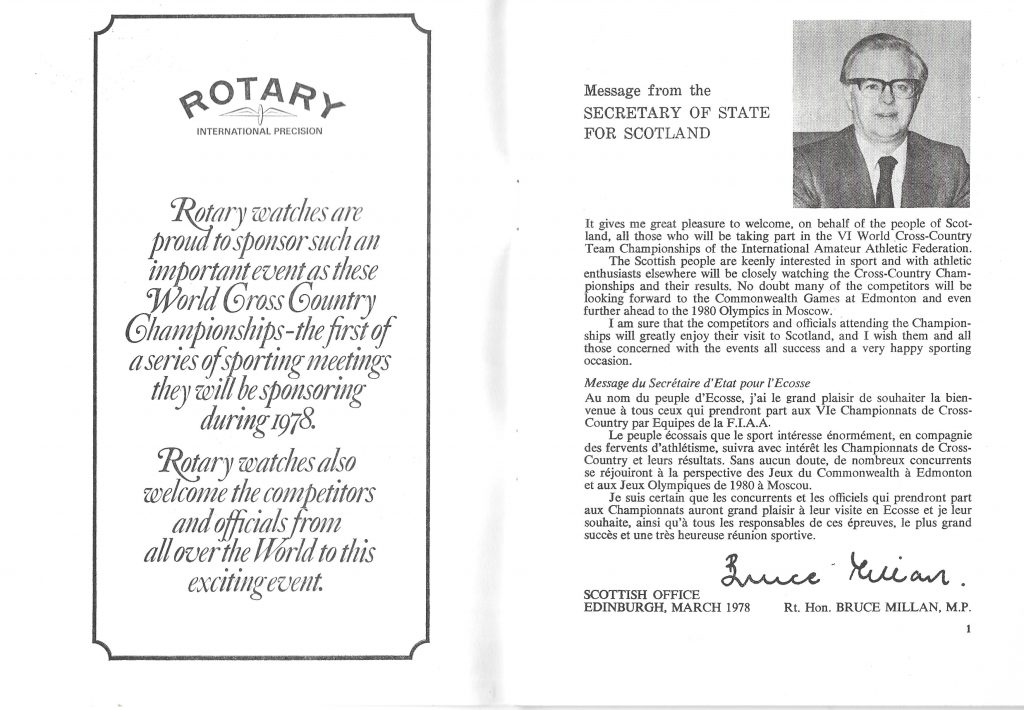 ROTARY
INTERNATIONAL PRECISION
Rotary watches are
proud to sponsor such an
important event as these
World Cross Country
Championships-the first of
a series of sporting meetings
they will be sponsoring
during 1978.
Rotary watches also
welcome the competitors
and officials from
all over the World to this
exciting event.
Message from the
SECRETARY OF STATE
FOR SCOTLAND
It gives me great pleasure to welcome, on behalf of the people of Scot-
land, all those who will be taking part in the VI World Cross-Country
Team Championships of the International Amateur Athletic Federation.
The Scottish people are keenly interested in sport and with athletic
enthusiasts elsewhere will be closely watching the Cross-Country Cham-
pionships and their results. No doubt many of the competitors will be
looking forward to the Commonwealth Games at Edmonton and even
further ahead to the 1980 Olympics in Moscow.
I am sure that the competitors and officials attending the Champion-
ships will greatly enjoy their visit to Scotland, and I wish them and all
those concerned with the events all success and a very happy sporting
occasion.
Message du Secrétaire d'Etat pour l'Ecosse
Au nom du peuple d'Ecosse, j'ai le grand plaisir de souhaiter la bien-
venue à tous ceux qui prendront part aux VIe Championnats de Cross-
Country par Equipes de la F.I.A.A.
Le peuple écossais que le sport intéresse énormément, en compagnie
des fervents d'athlétisme, suivra avec intérêt les Championnats de Cross-
Country et leurs résultats. Sans aucun doute, de nombreux concurrents
se réjouiront à la perspective des Jeux du Commonwealth à Edmonton
et aux Jeux Olympiques de 1980 à Moscou.
Je suis certain que les concurrents et les officiels qui prendront part
aux Championnats auront grand plaisir à leur visite en Ecosse et je leur
souhaite, ainsi qu'à tous les responsables de ces épreuves, le plus grand
succès et une très heureuse réunion sportive.
Bruce Millan.
SCOTTISH OFFICE
EDINBURGH, MARCH 1978 Rt. Hon. BRUCE MILLAN, M.P.
1